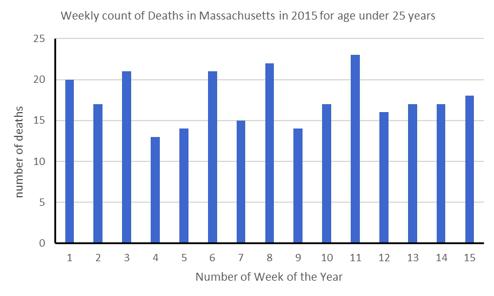 Weekly count of Deaths in Massachusetts in 2015 for age under 25 years
25
20
15
10
5
0
number of deaths
1 2 3 4 5 6 7 8 9 10 11 12 13 14 15
Number of Week of the Year